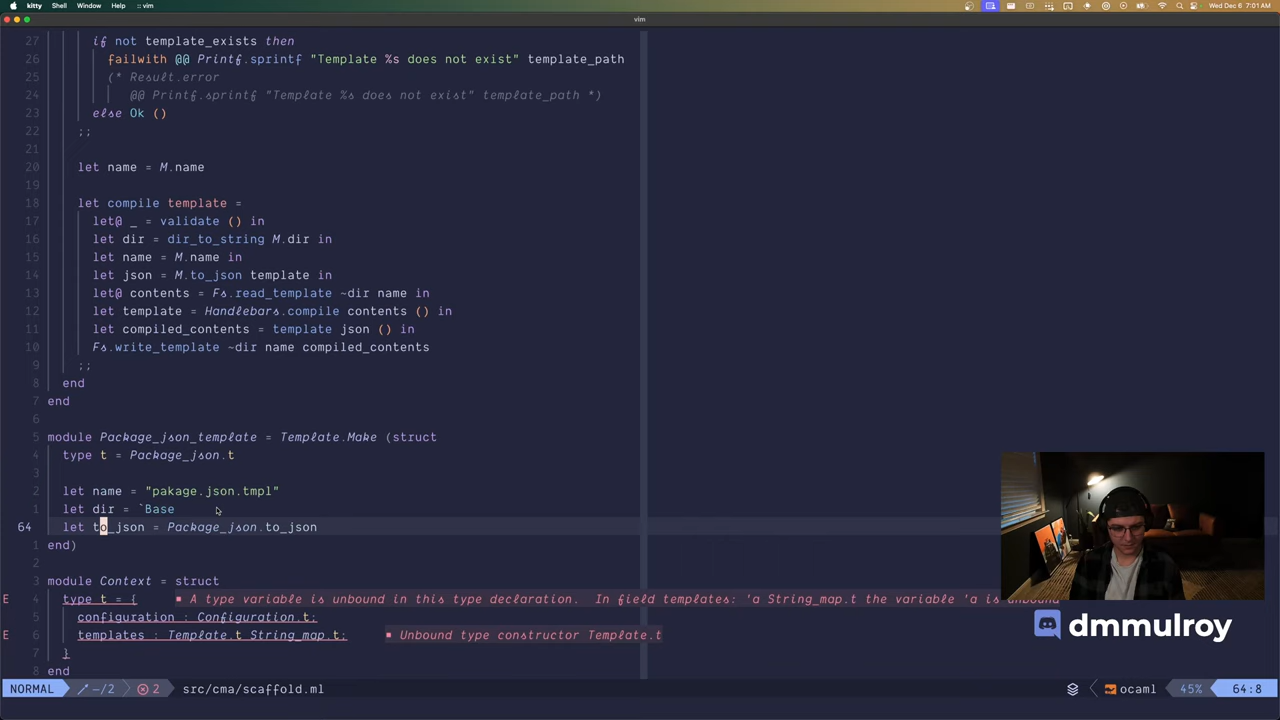 kitty Shell Window Help :: vim Wed Dec 6 7:01 AM
vim
27 if not template_exists then
26 failwith @@ Printf.sprintf "Template %s does not exist" template_path
25 (* Result.error
24 @@ Printf.sprintf "Template %s does not exist" template_path *)
23 else Ok ()
22 ;;
21
20 let name = M.name
19
18 let compile template =
17 let@ _ = validate () in
16 let dir = dir_to_string M.dir in
15 let name = M.name in
14 let json = M.to_json template in
13 let@ contents = Fs.read_template ~dir name in
12 let template = Handlebars.compile contents () in
11 let compiled_contents = template json () in
10 Fs.write_template ~dir name compiled_contents
9 ;;
8 end
7 end
6
5 module Package_json_template = Template.Make (struct
4 type t = Package_json.t
3
2 let name = "pakage.json.tmpl"
1 let dir = `Base
64 let to_json = Package_json.to_json
1 end)
2
3 module Context = struct
E 4 type t = { ▪ A type variable is unbound in this type declaration. In field templates: 'a String_map.t the variable 'a is unbound
5 configuration : Configuration.t;
E 6 templates : Template.t String_map.t; ▪ Unbound type constructor Template.t
7 }
8 end
dmmulroy
NORMAL -/2 2 src/cma/scaffold.ml ocaml 45% 64:8